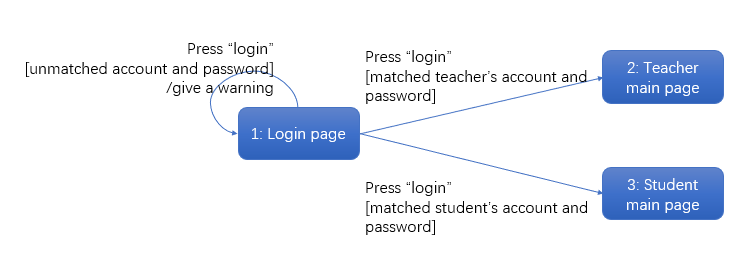 Press “login”
[unmatched account and password]
/give a warning
1: Login page
Press “login”
[matched teacher’s account and
password]
2: Teacher
main page
Press “login”
[matched student’s account and
password]
3: Student
main page